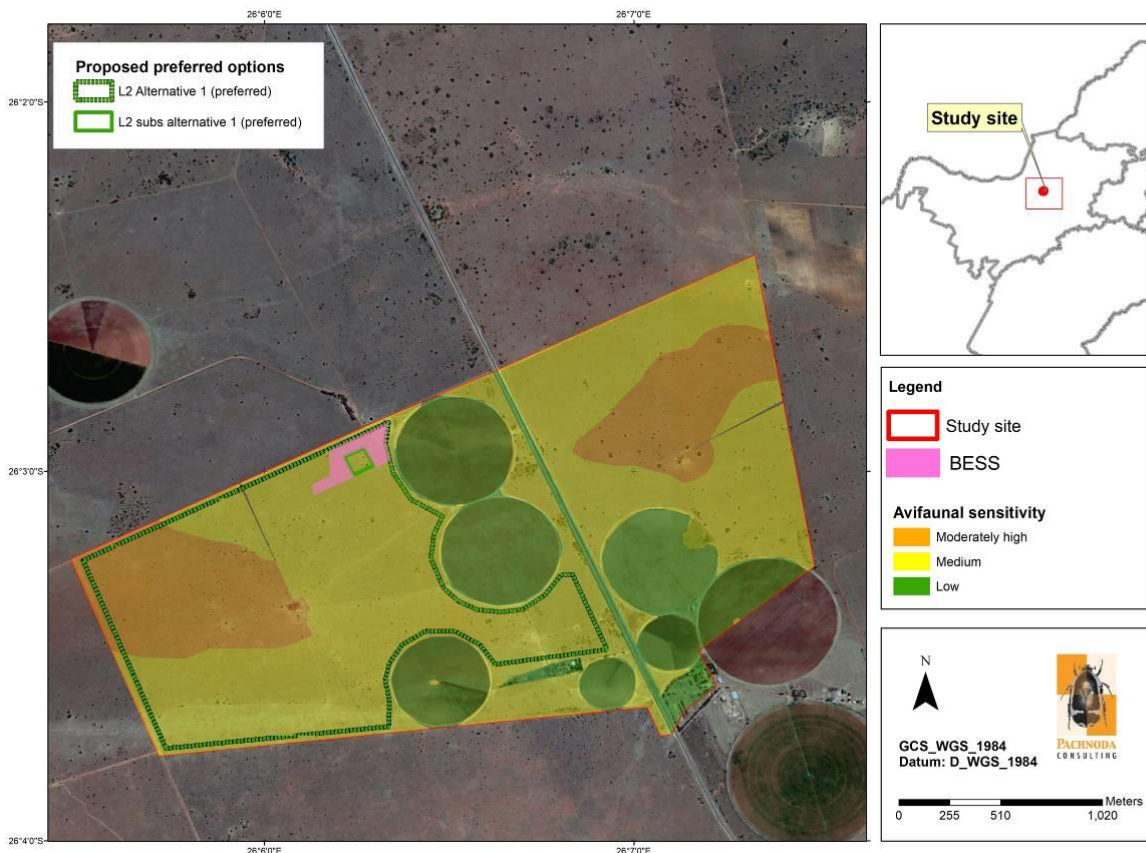 26°6'0"E
26°7'0"E
Proposed preferred options
L2 Alternative 1 (preferred)
L2 subs alternative 1 (preferred)
26°2'0"S
26°3'0"S
26°4'0"S
26°6'0"E
26°7'0"E
Study site
Legend
Study site
BESS
Avifaunal sensitivity
Moderately high
Medium
Low
N
PACHNODA
CONSULTING
GCS_WGS_1984
Datum: D_WGS_1984
Meters
0 255 510 1,020